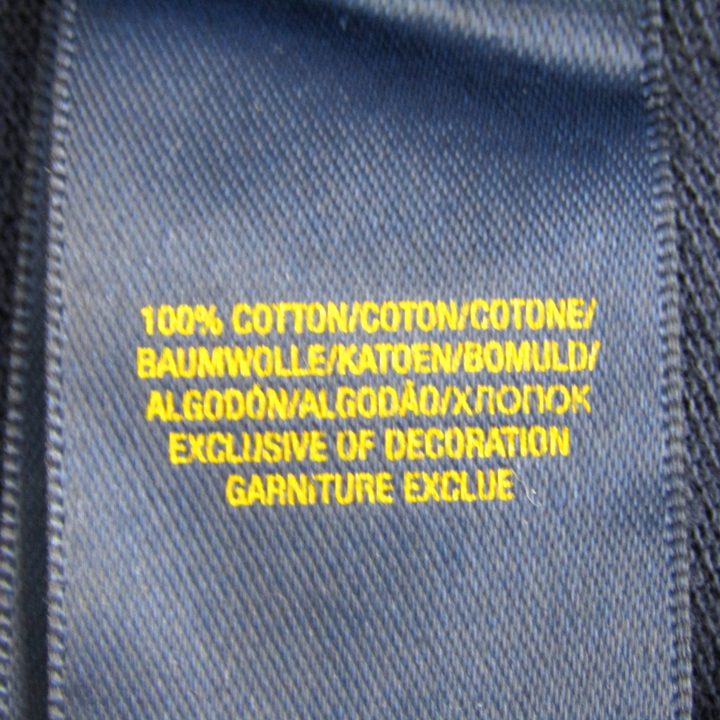 100% COTTON/COTON/COTONE/
BAUMWOLLE/KATOEN/BOMULD/
ALGODÓN/ALGODÃO/ХЛОПОК
EXCLUSIVE OF DECORATION
GARNiTURE EXCLUE